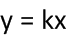 y = kx